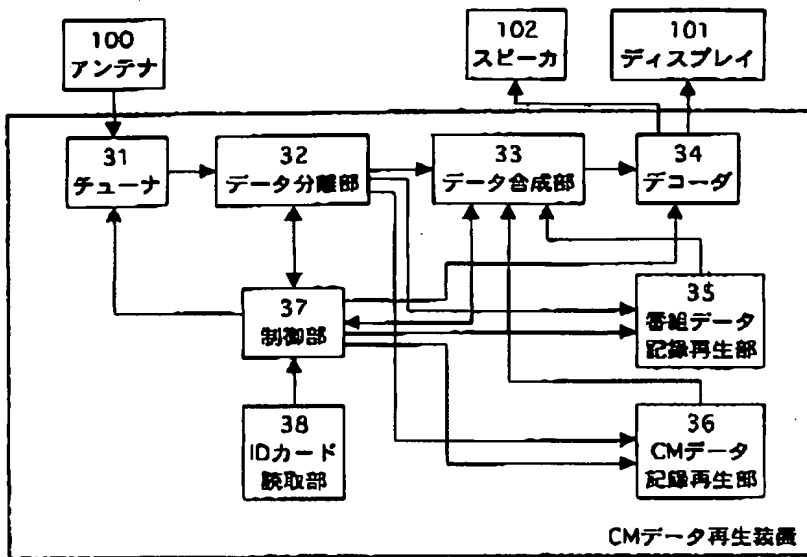 100
アンテナ
102
スピーカ
101
ディスプレイ
31
チューナ
32
データ分離部
33
データ合成部
34
デコーダ
35
番組データ
記録再生部
37
制御部
38
IDカード
読取部
36
CMデータ
記録再生部
CMデータ再生装置